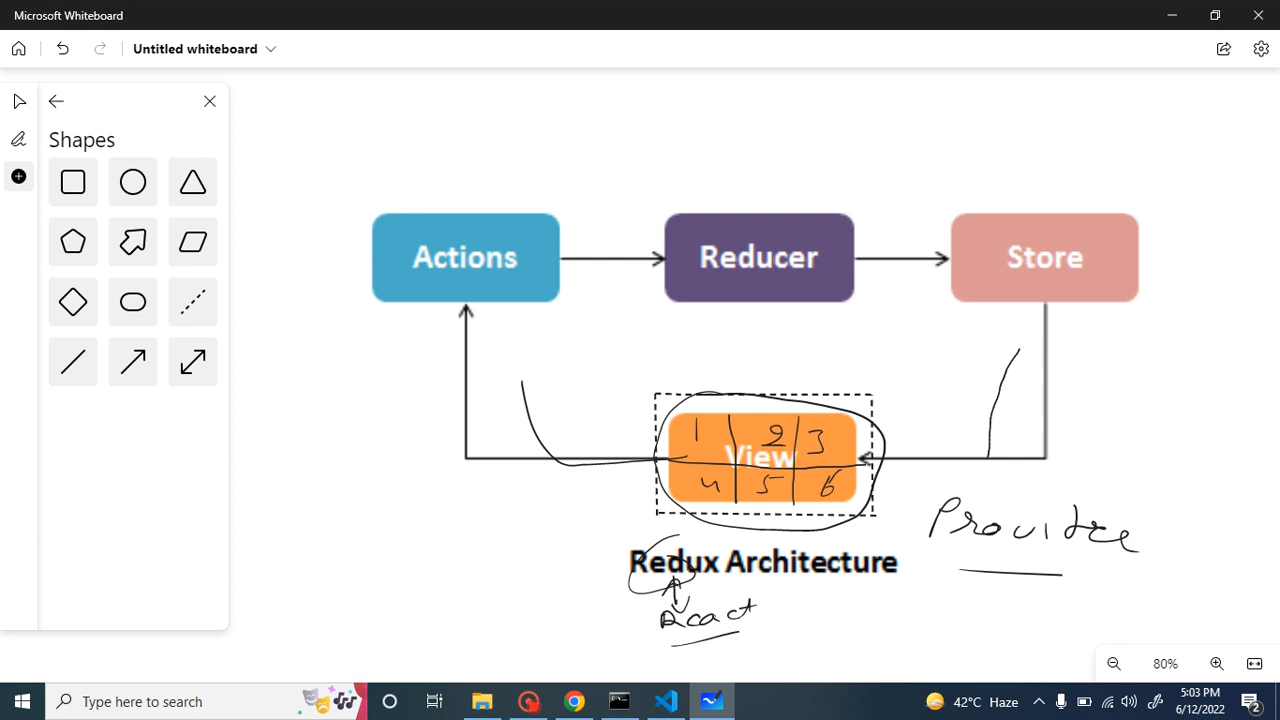 Microsoft Whiteboard
Untitled whiteboard
Shapes
Actions
Reducer
Store
1 2 3
View
4 5 6
Provider
Redux Architecture
React
80%
Type here to search
42°C Haze
5:03 PM
6/12/2022
2